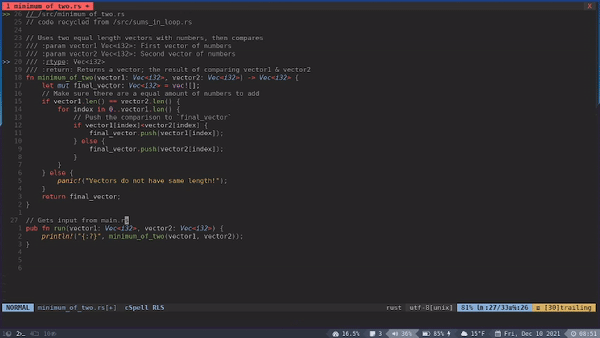 1 minimum_of_two.rs + X
>> 26 // ./src/minimum_of_two.rs
25 // code recycled from /src/sums_in_loop.rs
24
23 // Uses two equal length vectors with numbers, then compares
22 /// :param vector1 Vec<i32>: First vector of numbers
21 /// :param vector2 Vec<i32>: Second vector of numbers
>> 20 /// :rtype: Vec<i32>
19 /// :return: Returns a vector; the result of comparing vector1 & vector2
18 fn minimum_of_two(vector1: Vec<i32>, vector2: Vec<i32>) -> Vec<i32> {
17 let mut final_vector: Vec<i32> = vec![];
16 // Make sure there are a equal amount of numbers to add
15 if vector1.len() == vector2.len() {
14 for index in 0..vector1.len() {
13 // Push the comparison to `final_vector`
12 if vector1[index]<vector2[index] {
11 final_vector.push(vector1[index]);
10 } else {
9 final_vector.push(vector2[index]);
8 }
7 }
6 } else {
5 panic!("Vectors do not have same length!");
4 }
3 return final_vector;
2 }
1
27 // Gets input from main.rs
1 pub fn run(vector1: Vec<i32>, vector2: Vec<i32>) {
2 println!("{:?}", minimum_of_two(vector1, vector2));
3 }
4
5
6
NORMAL minimum_of_two.rs[+] cSpell RLS rust utf-8[unix] 81% :27/33 :26 [30]trailing
16.5% 3 36% 85% 15°F Fri, Dec 10 2021 08:51